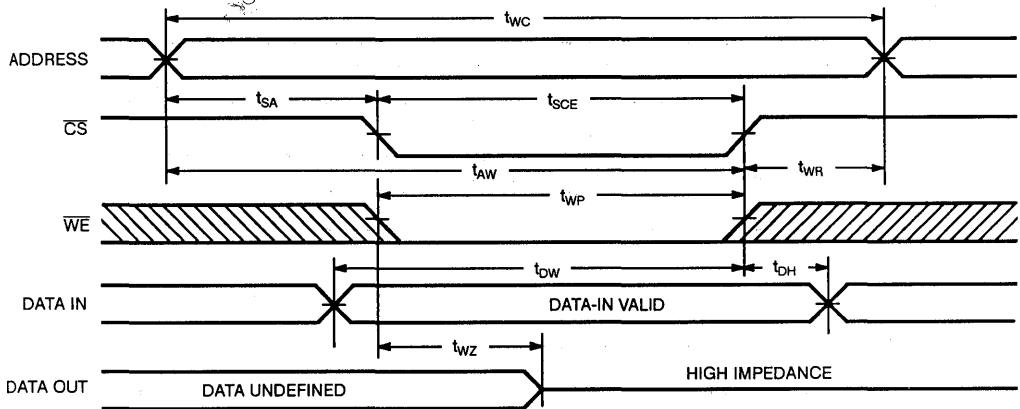 tWC
ADDRESS
tSA
tSCE
CS
tAW
tWR
tWP
WE
tDW
tDH
DATA IN
DATA-IN VALID
tWZ
DATA OUT
DATA UNDEFINED
HIGH IMPEDANCE